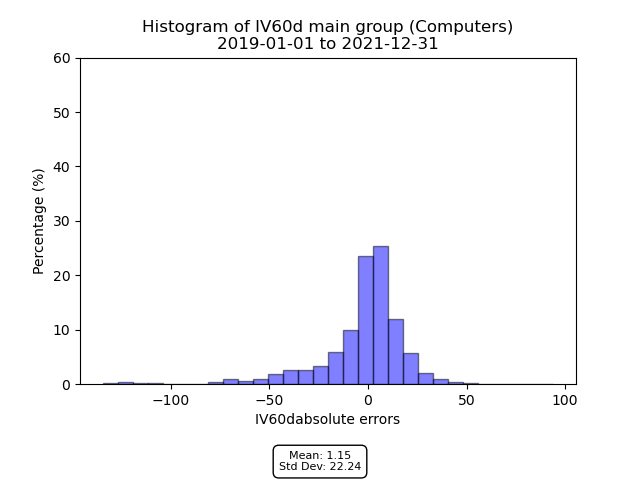 Histogram of IV60d main group (Computers)
2019-01-01 to 2021-12-31
60
50
40
30
20
10
0
Percentage (%)
−100
−50
0
50
100
IV60dabsolute errors
Mean: 1.15
Std Dev: 22.24